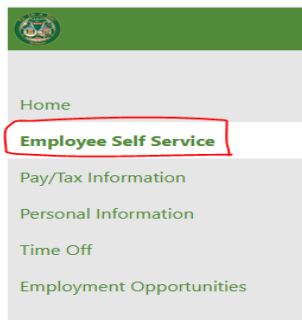 Home
Employee Self Service
Pay/Tax Information
Personal Information
Time Off
Employment Opportunities